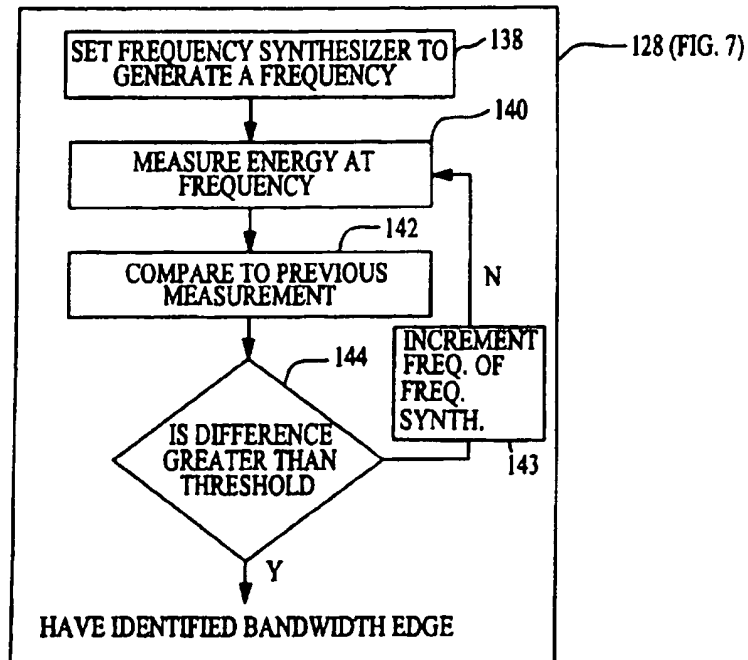 SET FREQUENCY SYNTHESIZER TO
GENERATE A FREQUENCY
138
128 (FIG. 7)
140
MEASURE ENERGY AT
FREQUENCY
142
COMPARE TO PREVIOUS
MEASUREMENT
N
INCREMENT
FREQ. OF
FREQ.
SYNTH.
143
144
IS DIFFERENCE
GREATER THAN
THRESHOLD
Y
HAVE IDENTIFIED BANDWIDTH EDGE